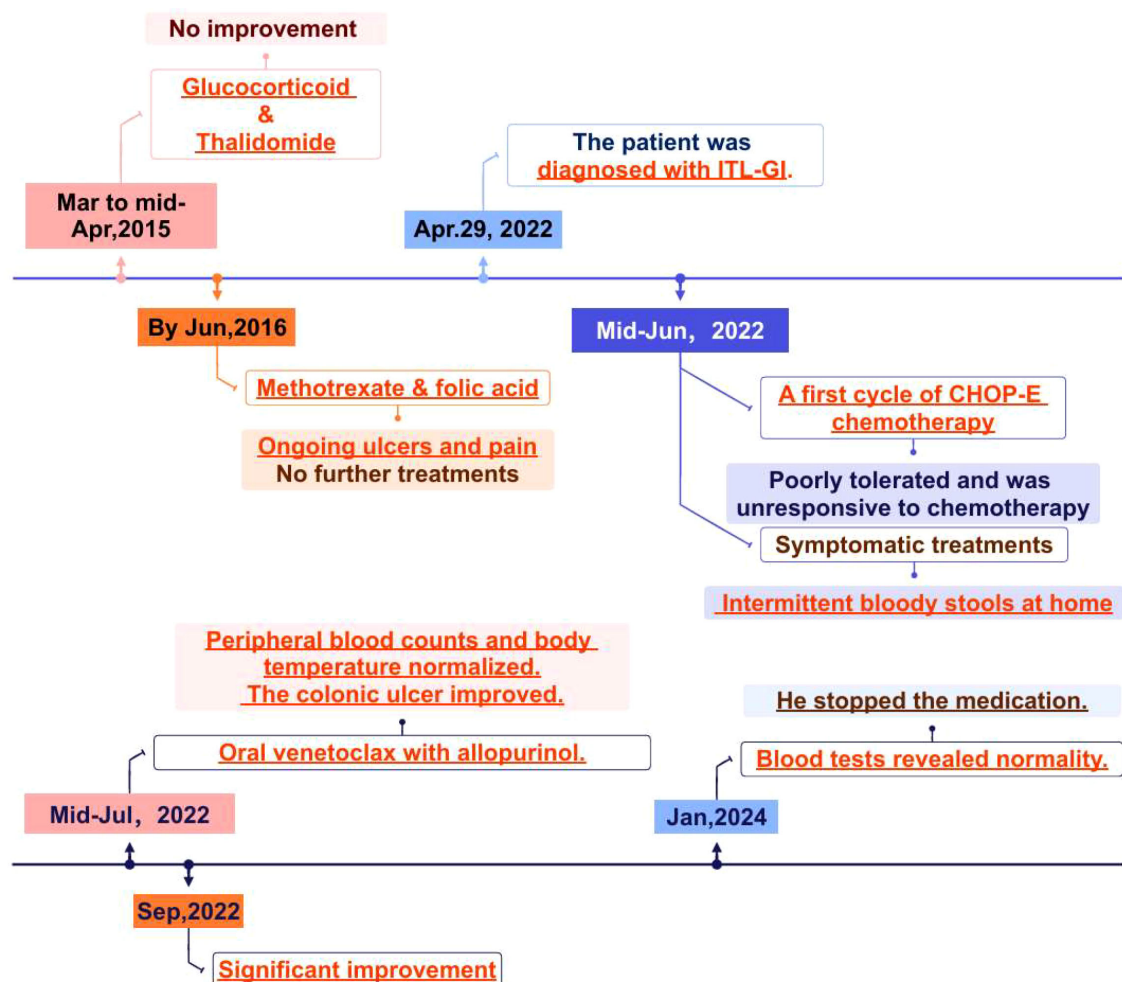 No improvement
Glucocorticoid
&
Thalidomide
Mar to mid-
Apr,2015
The patient was
diagnosed with ITL-GI.
Apr.29, 2022
By Jun,2016
Methotrexate & folic acid
Ongoing ulcers and pain
No further treatments
Mid-Jun, 2022
A first cycle of CHOP-E
chemotherapy
Poorly tolerated and was
unresponsive to chemotherapy
Symptomatic treatments
Intermittent bloody stools at home
Peripheral blood counts and body
temperature normalized.
The colonic ulcer improved.
Oral venetoclax with allopurinol.
Mid-Jul, 2022
He stopped the medication.
Blood tests revealed normality.
Jan,2024
Sep,2022
Significant improvement